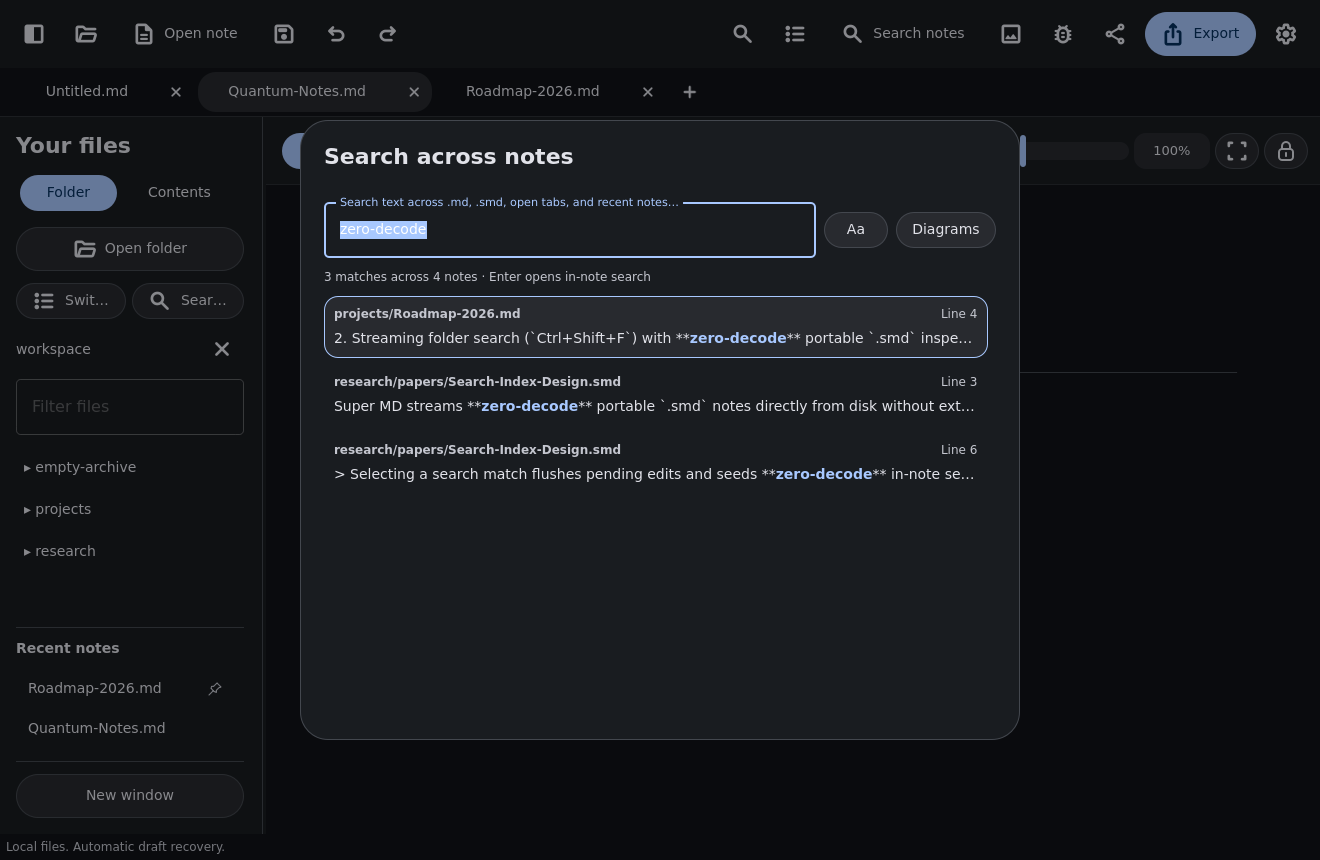 Open note
Search notes
Export
Untitled.md
Quantum-Notes.md
Roadmap-2026.md
Your files
Folder
Contents
Open folder
Swit…
Sear…
workspace
Filter files
▸ empty-archive
▸ projects
▸ research
Recent notes
Roadmap-2026.md
Quantum-Notes.md
New window
Local files. Automatic draft recovery.
100%
Search across notes
Search text across .md, .smd, open tabs, and recent notes…
zero-decode
Aa
Diagrams
3 matches across 4 notes · Enter opens in-note search
projects/Roadmap-2026.md Line 4
2. Streaming folder search (`Ctrl+Shift+F`) with **zero-decode** portable `.smd` inspe…
research/papers/Search-Index-Design.smd Line 3
Super MD streams **zero-decode** portable `.smd` notes directly from disk without ext…
research/papers/Search-Index-Design.smd Line 6
> Selecting a search match flushes pending edits and seeds **zero-decode** in-note se…